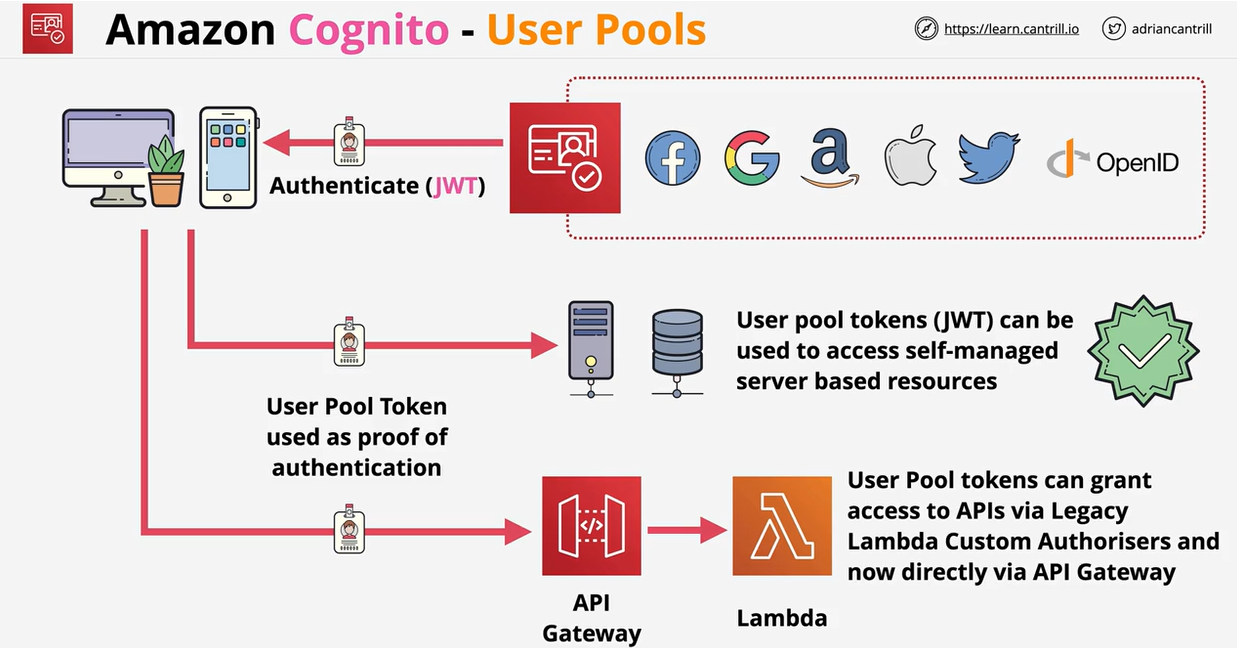 Amazon Cognito - User Pools
https://learn.cantrill.io
adriancantrill
Authenticate (JWT)
OpenID
User pool tokens (JWT) can be
used to access self-managed
server based resources
User Pool Token
used as proof of
authentication
User Pool tokens can grant
access to APIs via Legacy
Lambda Custom Authorisers and
now directly via API Gateway
API
Gateway
Lambda